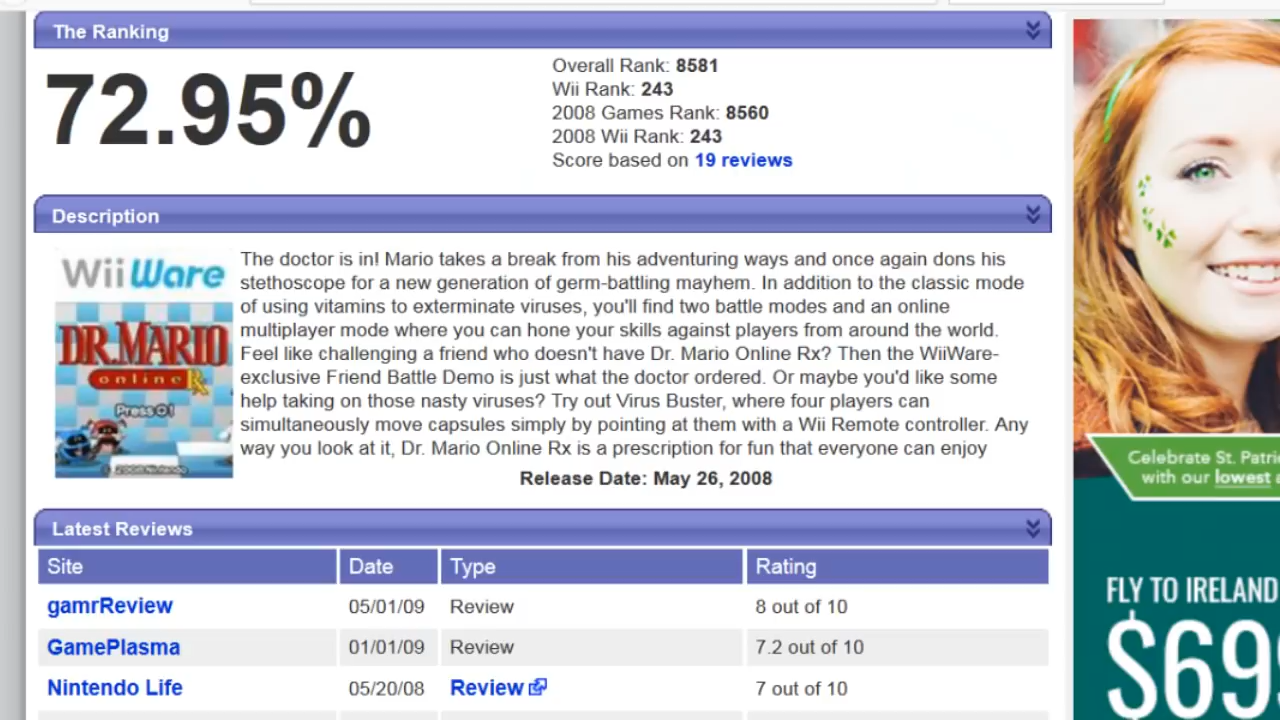 The Ranking
72.95%
Overall Rank: 8581
Wii Rank: 243
2008 Games Rank: 8560
2008 Wii Rank: 243
Score based on 19 reviews
Description
WiiWare
DR. MARIO
online Rx
Press
The doctor is in! Mario takes a break from his adventuring ways and once again dons his
stethoscope for a new generation of germ-battling mayhem. In addition to the classic mode
of using vitamins to exterminate viruses, you'll find two battle modes and an online
multiplayer mode where you can hone your skills against players from around the world.
Feel like challenging a friend who doesn't have Dr. Mario Online Rx? Then the WiiWare-
exclusive Friend Battle Demo is just what the doctor ordered. Or maybe you'd like some
help taking on those nasty viruses? Try out Virus Buster, where four players can
simultaneously move capsules simply by pointing at them with a Wii Remote controller. Any
way you look at it, Dr. Mario Online Rx is a prescription for fun that everyone can enjoy
Release Date: May 26, 2008
Latest Reviews
Site Date Type Rating
gamrReview 05/01/09 Review 8 out of 10
GamePlasma 01/01/09 Review 7.2 out of 10
Nintendo Life 05/20/08 Review 7 out of 10
Celebrate St. Patri
with our lowest a
FLY TO IRELAND
$69